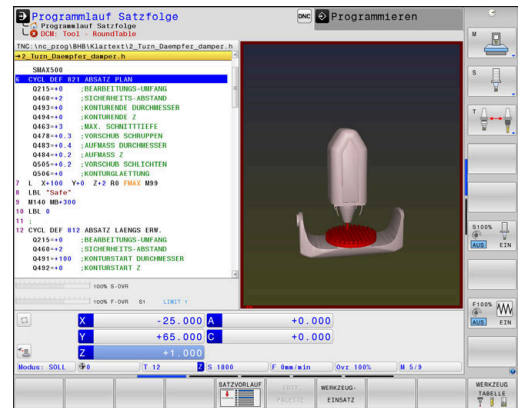 Programmlauf Satzfolge
Programmlauf Satzfolge
DCM: Tool - RoundTable
DNC
Programmieren
TNC:\nc_prog\BHB\Klartext\2_Turn_Daempfer_damper.h
→2_Turn_Daempfer_damper.h
SMAX500
6 CYCL DEF 821 ABSATZ PLAN
Q215=+0 ;BEARBEITUNGS-UMFANG
Q460=+2 ;SICHERHEITS-ABSTAND
Q493=+0 ;KONTURENDE DURCHMESSER
Q494=+0 ;KONTURENDE Z
Q463=+3 ;MAX. SCHNITTTIEFE
Q478=+0.3 ;VORSCHUB SCHRUPPEN
Q483=+0.4 ;AUFMASS DURCHMESSER
Q484=+0.2 ;AUFMASS Z
Q505=+0.2 ;VORSCHUB SCHLICHTEN
Q506=+0 ;KONTURGLAETTUNG
7 L X+100 Y+0 Z+2 R0 FMAX M99
8 LBL "Safe"
9 M140 MB+300
10 LBL 0
11 ;
12 CYCL DEF 812 ABSATZ LAENGS ERW.
Q215=+0 ;BEARBEITUNGS-UMFANG
Q460=+2 ;SICHERHEITS-ABSTAND
Q491=+100 ;KONTURSTART DURCHMESSER
Q492=+0 ;KONTURSTART Z
100% S-OVR
100% F-OVR S1 LIMIT 1
X -25.000 A +0.000
Y +65.000 C +0.000
Z +1.000
Modus: SOLL 0 T 12 Z S 1800 F 0mm/min Ovr 100% M 5/9
SATZVORLAUF
EDIT.
PALETTE
WERKZEUG-
EINSATZ
WERKZEUG
TABELLE
M
S
T
S100%
AUS EIN
F100%
AUS EIN